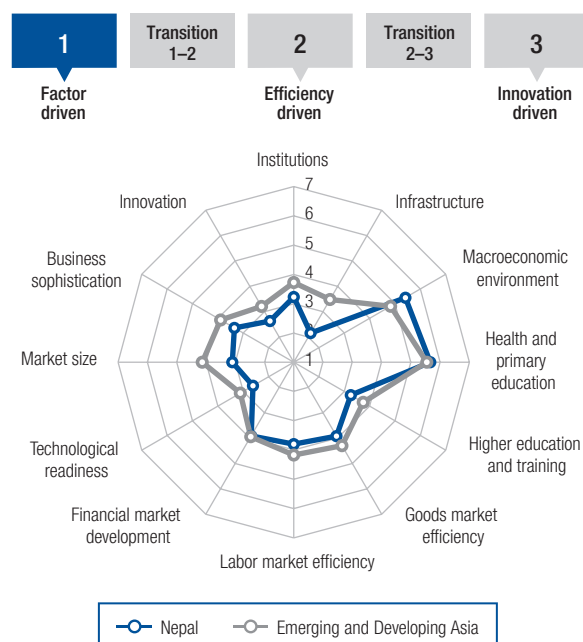 1
Transition
1–2
2
Transition
2–3
3
Factor
driven
Efficiency
driven
Innovation
driven
Institutions
7
6
5
4
3
2
1
Infrastructure
Macroeconomic
environment
Health and
primary
education
Higher education
and training
Goods market
efficiency
Labor market efficiency
Financial market
development
Technological
readiness
Market size
Business
sophistication
Innovation
Nepal
Emerging and Developing Asia